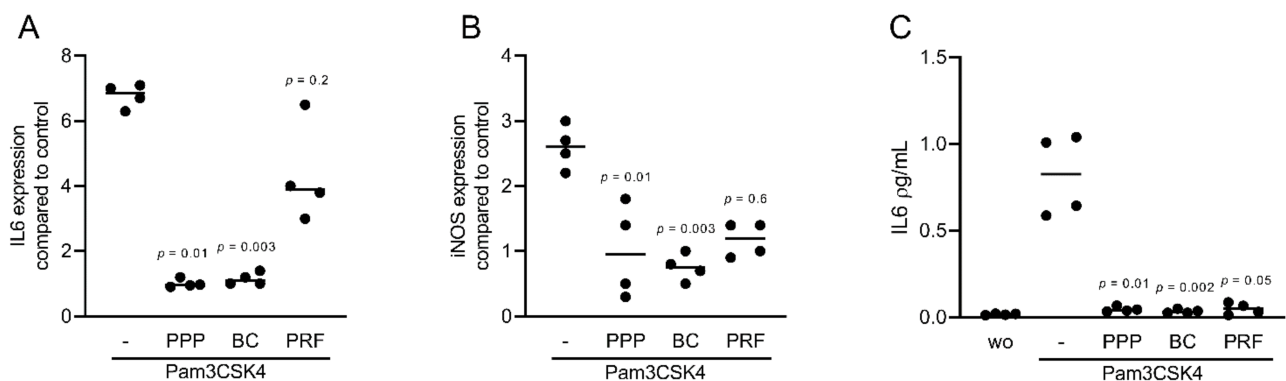 A
IL6 expression
compared to control
8
6
4
2
0
p = 0.01
p = 0.003
p = 0.2
-
PPP
BC
PRF
Pam3CSK4
B
iNOS expression
compared to control
4
3
2
1
0
p = 0.01
p = 0.003
p = 0.6
-
PPP
BC
PRF
Pam3CSK4
C
IL6 ρg/mL
1.5
1.0
0.5
0.0
p = 0.01
p = 0.002
p = 0.05
wo
-
PPP
BC
PRF
Pam3CSK4